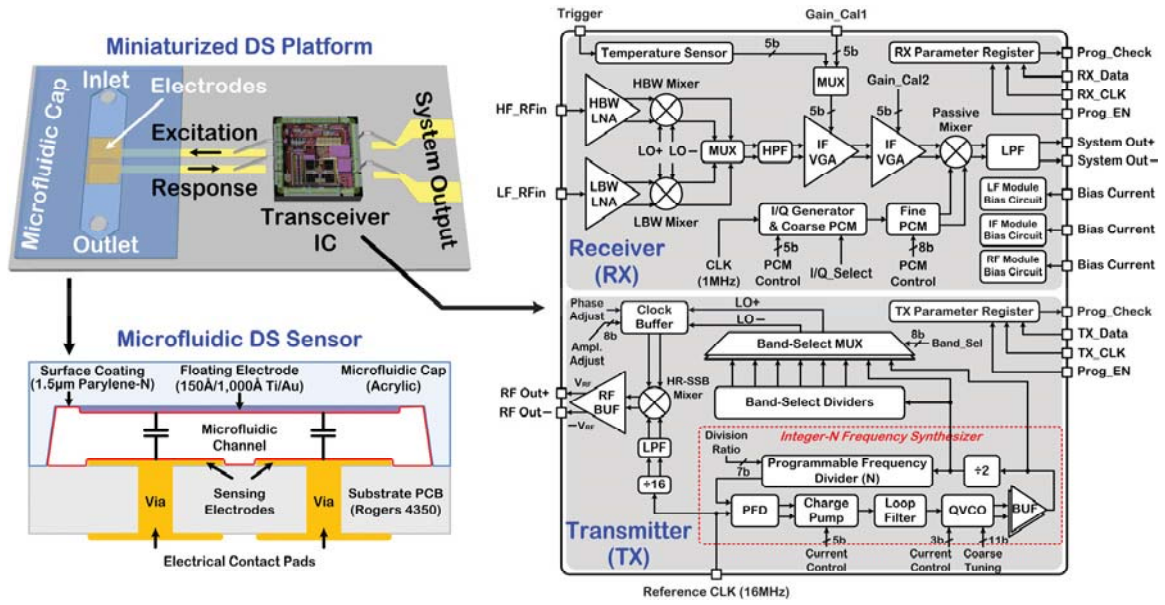 Miniaturized DS Platform
Microfluidic Cap
Inlet
Electrodes
Excitation
Response
Outlet
Transceiver
IC
System Output
Microfluidic DS Sensor
Surface Coating
(1.5µm Parylene-N)
Floating Electrode
(150Å/1,000Å Ti/Au)
Microfluidic Cap
(Acrylic)
Microfluidic
Channel
Via
Sensing
Electrodes
Via
Substrate PCB
(Rogers 4350)
Electrical Contact Pads
Trigger
Gain_Cal1
Temperature Sensor
5b
5b
RX Parameter Register
Prog_Check
RX_Data
RX_CLK
Prog_EN
MUX
Gain_Cal2
HBW Mixer
HF_RFin
HBW
LNA
5b
5b
Passive
Mixer
LO+
LO−
MUX
HPF
IF
VGA
IF
VGA
LPF
System Out+
System Out−
LF_RFin
LBW
LNA
LBW Mixer
I/Q Generator
& Coarse PCM
Fine
PCM
LF Module
Bias Circuit
Bias Current
IF Module
Bias Circuit
Bias Current
RF Module
Bias Circuit
Bias Current
Receiver
(RX)
CLK
(1MHz)
5b
PCM
Control
I/Q_Select
8b
PCM
Control
Phase
Adjust
8b
Ampl.
Adjust
Clock
Buffer
LO+
LO−
TX Parameter Register
Prog_Check
TX_Data
TX_CLK
Prog_EN
Band-Select MUX
8b
Band_Sel
RF Out+
RF Out−
VRF
−VRF
RF
BUF
HR-SSB
Mixer
Band-Select Dividers
LPF
÷16
Integer-N Frequency Synthesizer
Division
Ratio
7b
Programmable Frequency
Divider (N)
÷2
PFD
Charge
Pump
Loop
Filter
QVCO
BUF
Transmitter
(TX)
5b
Current
Control
3b
Current
Control
11b
Coarse
Tuning
Reference CLK (16MHz)